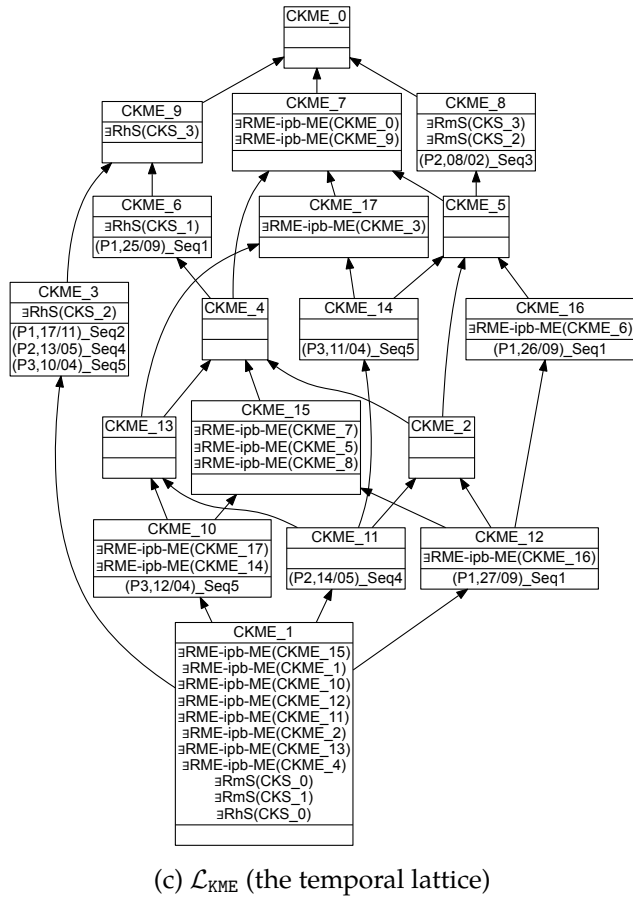 CKME_0
CKME_9
∃RhS(CKS_3)
CKME_7
∃RME-ipb-ME(CKME_0)
∃RME-ipb-ME(CKME_9)
CKME_8
∃RmS(CKS_3)
∃RmS(CKS_2)
(P2,08/02)_Seq3
CKME_6
∃RhS(CKS_1)
(P1,25/09)_Seq1
CKME_17
∃RME-ipb-ME(CKME_3)
CKME_5
CKME_3
∃RhS(CKS_2)
(P1,17/11)_Seq2
(P2,13/05)_Seq4
(P3,10/04)_Seq5
CKME_4
CKME_14
(P3,11/04)_Seq5
CKME_16
∃RME-ipb-ME(CKME_6)
(P1,26/09)_Seq1
CKME_13
CKME_15
∃RME-ipb-ME(CKME_7)
∃RME-ipb-ME(CKME_5)
∃RME-ipb-ME(CKME_8)
CKME_2
CKME_10
∃RME-ipb-ME(CKME_17)
∃RME-ipb-ME(CKME_14)
(P3,12/04)_Seq5
CKME_11
(P2,14/05)_Seq4
CKME_12
∃RME-ipb-ME(CKME_16)
(P1,27/09)_Seq1
CKME_1
∃RME-ipb-ME(CKME_15)
∃RME-ipb-ME(CKME_1)
∃RME-ipb-ME(CKME_10)
∃RME-ipb-ME(CKME_12)
∃RME-ipb-ME(CKME_11)
∃RME-ipb-ME(CKME_2)
∃RME-ipb-ME(CKME_13)
∃RME-ipb-ME(CKME_4)
∃RmS(CKS_0)
∃RmS(CKS_1)
∃RhS(CKS_0)
(c) ℒ_KME (the temporal lattice)